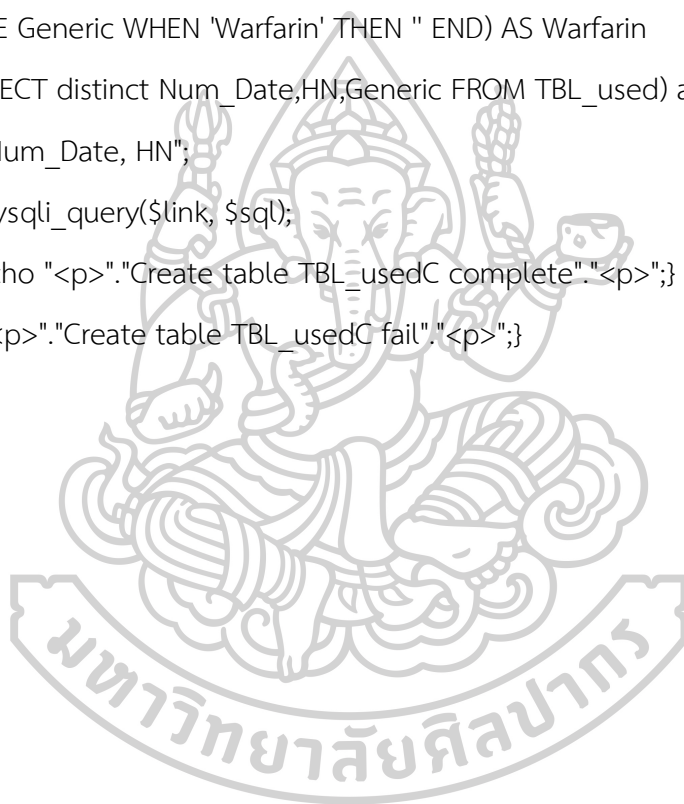 E Generic WHEN 'Warfarin' THEN '' END) AS Warfarin
ECT distinct Num_Date,HN,Generic FROM TBL_used) a
Num_Date, HN";
ysqli_query($link, $sql);
cho "<p>"."Create table TBL_usedC complete"."<p>";}
<p>"."Create table TBL_usedC fail"."<p>";}
มหาวิทยาลัยศิลปากร